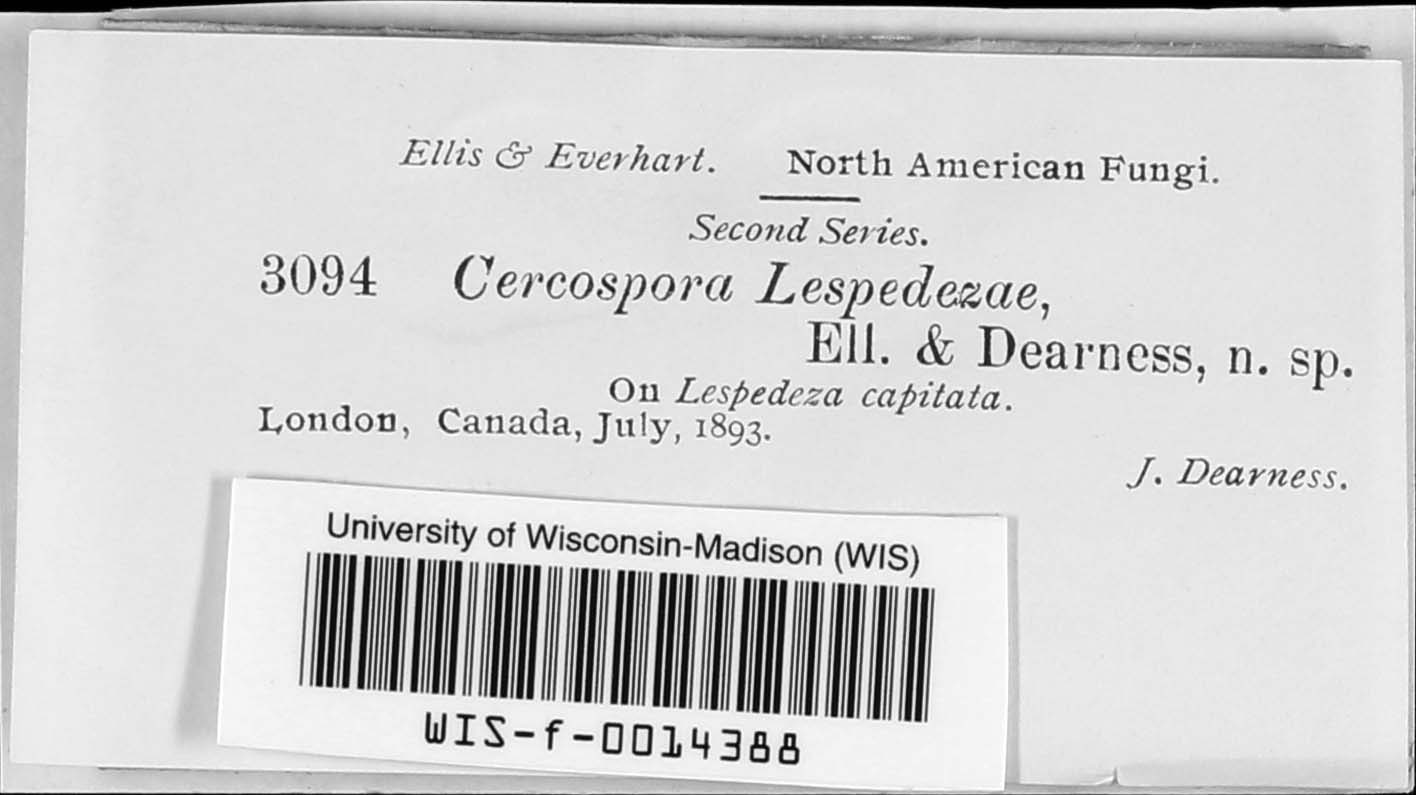 Ellis & Everhart. North American Fungi.
Second Series.
3094 Cercospora Lespedezae,
Ell. & Dearness, n. sp.
On Lespedeza capitata.
London, Canada, July, 1893.
J. Dearness.
University of Wisconsin-Madison (WIS)
WIS-f-0014388